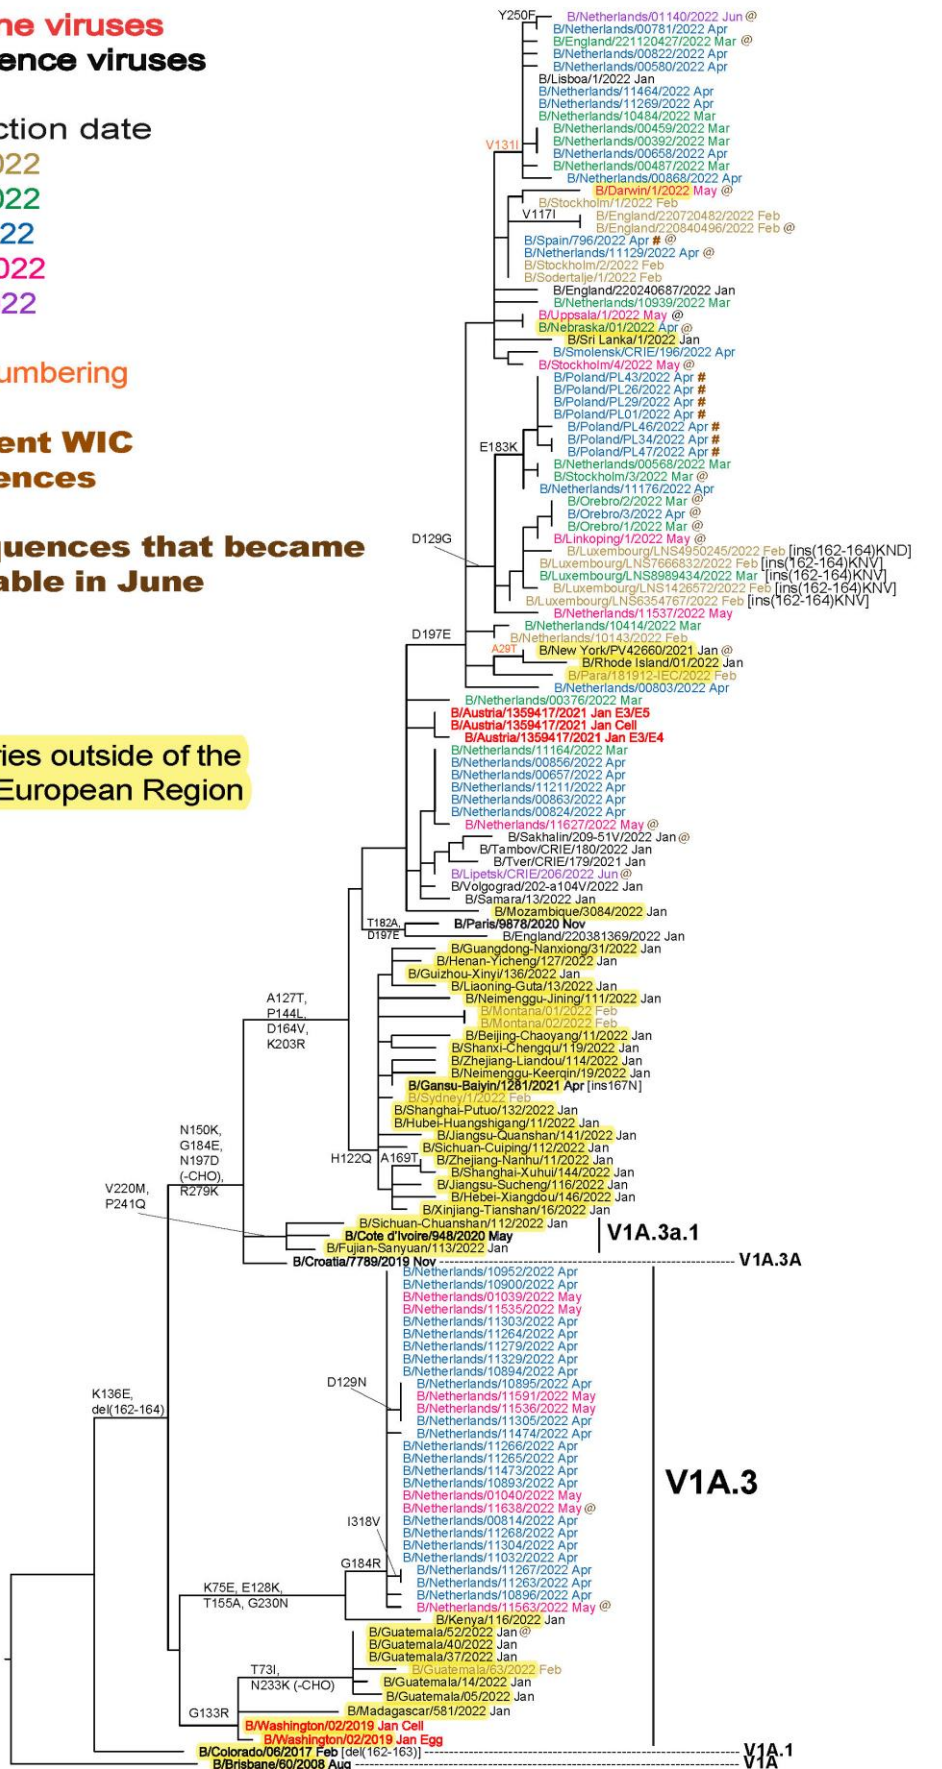 ne viruses
ence viruses
ction date
022
022
22
022
22
umbering
ent WIC
ences
quences that became
able in June
ries outside of the
European Region
Y250F
B/Netherlands/01140/2022 Jun @
B/Netherlands/00781/2022 Apr
B/England/221120427/2022 Mar @
B/Netherlands/00822/2022 Apr
B/Netherlands/00580/2022 Apr
B/Lisboa/1/2022 Jan
B/Netherlands/11464/2022 Apr
B/Netherlands/11269/2022 Apr
B/Netherlands/10484/2022 Mar
B/Netherlands/00459/2022 Mar
B/Netherlands/00392/2022 Mar
V131I
B/Netherlands/00658/2022 Apr
B/Netherlands/00487/2022 Mar
B/Netherlands/00868/2022 Apr
B/Darwin/1/2022 May @
B/Stockholm/1/2022 Feb
V117I
B/England/220720482/2022 Feb
B/England/220840496/2022 Feb @
B/Spain/796/2022 Apr # @
B/Netherlands/11129/2022 Apr @
B/Stockholm/2/2022 Feb
B/Sodertalje/1/2022 Feb
B/England/220240687/2022 Jan
B/Netherlands/10939/2022 Mar
B/Uppsala/1/2022 May @
B/Nebraska/01/2022 Apr @
B/Sri Lanka/1/2022 Jan
B/Smolensk/CRIE/196/2022 Apr
B/Stockholm/4/2022 May @
B/Poland/PL43/2022 Apr #
B/Poland/PL26/2022 Apr #
B/Poland/PL29/2022 Apr #
B/Poland/PL01/2022 Apr #
B/Poland/PL46/2022 Apr #
B/Poland/PL34/2022 Apr #
E183K
B/Poland/PL47/2022 Apr #
B/Netherlands/00568/2022 Mar
B/Stockholm/3/2022 Mar @
B/Netherlands/11176/2022 Apr
B/Orebro/2/2022 Mar @
B/Orebro/3/2022 Apr @
B/Orebro/1/2022 Mar @
B/Linkoping/1/2022 May @
D129G
B/Luxembourg/LNS4950245/2022 Feb [ins(162-164)KND]
B/Luxembourg/LNS7666832/2022 Feb [ins(162-164)KNV]
B/Luxembourg/LNS8989434/2022 Mar [ins(162-164)KNV]
B/Luxembourg/LNS1426572/2022 Feb [ins(162-164)KNV]
B/Luxembourg/LNS6354767/2022 Feb [ins(162-164)KNV]
B/Netherlands/11537/2022 May
B/Netherlands/10414/2022 Mar
D197E
B/Netherlands/10143/2022 Feb
A29T
B/New York/PV42660/2021 Jan @
B/Rhode Island/01/2022 Jan
B/Para/181912-IEC/2022 Feb
B/Netherlands/00803/2022 Apr
B/Netherlands/00376/2022 Mar
B/Austria/1359417/2021 Jan E3/E5
B/Austria/1359417/2021 Jan Cell
B/Austria/1359417/2021 Jan E3/E4
B/Netherlands/11164/2022 Mar
B/Netherlands/00856/2022 Apr
B/Netherlands/00657/2022 Apr
B/Netherlands/11211/2022 Apr
B/Netherlands/00863/2022 Apr
B/Netherlands/00824/2022 Apr
B/Netherlands/11627/2022 May @
B/Sakhalin/209-51V/2022 Jan @
B/Tambov/CRIE/180/2022 Jan
B/Tver/CRIE/179/2021 Jan
B/Lipetsk/CRIE/206/2022 Jun @
B/Volgograd/202-a104V/2022 Jan
B/Samara/13/2022 Jan
B/Mozambique/3084/2022 Jan
T182A,
D197E
B/Paris/9878/2020 Nov
B/England/220381369/2022 Jan
B/Guangdong-Nanxiong/31/2022 Jan
B/Henan-Yicheng/127/2022 Jan
B/Guizhou-Xinyi/136/2022 Jan
B/Liaoning-Guta/13/2022 Jan
A127T,
P144L,
D164V,
K203R
B/Neimenggu-Jining/111/2022 Jan
B/Montana/01/2022 Feb
B/Montana/02/2022 Feb
B/Beijing-Chaoyang/11/2022 Jan
B/Shanxi-Chengqu/119/2022 Jan
B/Zhejiang-Liandou/114/2022 Jan
B/Neimenggu-Keerqin/19/2022 Jan
B/Gansu-Baiyin/1281/2021 Apr [ins167N]
B/Sydney/1/2022 Feb
B/Shanghai-Putuo/132/2022 Jan
B/Hubei-Huangshigang/11/2022 Jan
B/Jiangsu-Quanshan/141/2022 Jan
B/Sichuan-Cuiping/112/2022 Jan
H122Q
A169T
B/Zhejiang-Nanhu/11/2022 Jan
B/Shanghai-Xuhui/144/2022 Jan
B/Jiangsu-Sucheng/116/2022 Jan
B/Hebei-Xiangdou/146/2022 Jan
B/Xinjiang-Tianshan/16/2022 Jan
N150K,
G184E,
N197D
(-CHO),
R279K
V220M,
P241Q
B/Sichuan-Chuanshan/112/2022 Jan
B/Cote d'Ivoire/948/2020 May
B/Fujian-Sanyuan/113/2022 Jan
V1A.3a.1
B/Croatia/7789/2019 Nov
V1A.3A
B/Netherlands/10952/2022 Apr
B/Netherlands/10900/2022 Apr
B/Netherlands/01039/2022 May
B/Netherlands/11535/2022 May
B/Netherlands/11303/2022 Apr
B/Netherlands/11264/2022 Apr
B/Netherlands/11279/2022 Apr
B/Netherlands/11329/2022 Apr
B/Netherlands/10894/2022 Apr
D129N
B/Netherlands/10895/2022 Apr
B/Netherlands/11591/2022 May
B/Netherlands/11536/2022 May
B/Netherlands/11305/2022 Apr
B/Netherlands/11474/2022 Apr
K136E,
del(162-164)
B/Netherlands/11266/2022 Apr
B/Netherlands/11265/2022 Apr
B/Netherlands/11473/2022 Apr
B/Netherlands/10893/2022 Apr
V1A.3
B/Netherlands/01040/2022 May
B/Netherlands/11638/2022 May @
B/Netherlands/00814/2022 Apr
I318V
B/Netherlands/11268/2022 Apr
B/Netherlands/11304/2022 Apr
B/Netherlands/11032/2022 Apr
G184R
B/Netherlands/11267/2022 Apr
B/Netherlands/11263/2022 Apr
K75E, E128K,
T155A, G230N
B/Netherlands/10896/2022 Apr
B/Netherlands/11563/2022 May @
B/Kenya/116/2022 Jan
B/Guatemala/52/2022 Jan @
B/Guatemala/40/2022 Jan
B/Guatemala/37/2022 Jan
T73I,
N233K (-CHO)
B/Guatemala/63/2022 Feb
B/Guatemala/14/2022 Jan
B/Guatemala/05/2022 Jan
G133R
B/Madagascar/581/2022 Jan
B/Washington/02/2019 Jan Cell
B/Washington/02/2019 Jan Egg
B/Colorado/06/2017 Feb [del(162-163)]
V1A.1
B/Brisbane/60/2008 Aug
V1A